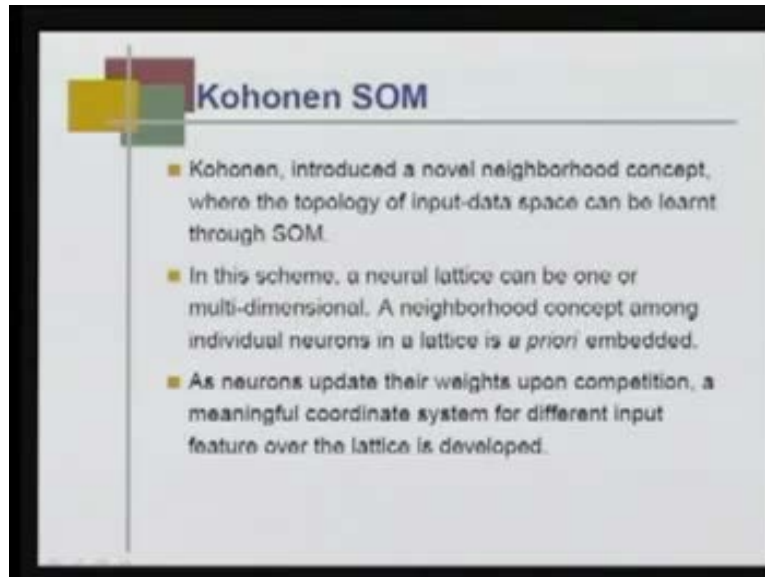 Kohonen SOM
Kohonen, introduced a novel neighborhood concept,
where the topology of input-data space can be learnt
through SOM.
In this scheme, a neural lattice can be one or
multi-dimensional. A neighborhood concept among
individual neurons in a lattice is a priori embedded.
As neurons update their weights upon competition, a
meaningful coordinate system for different input
feature over the lattice is developed.